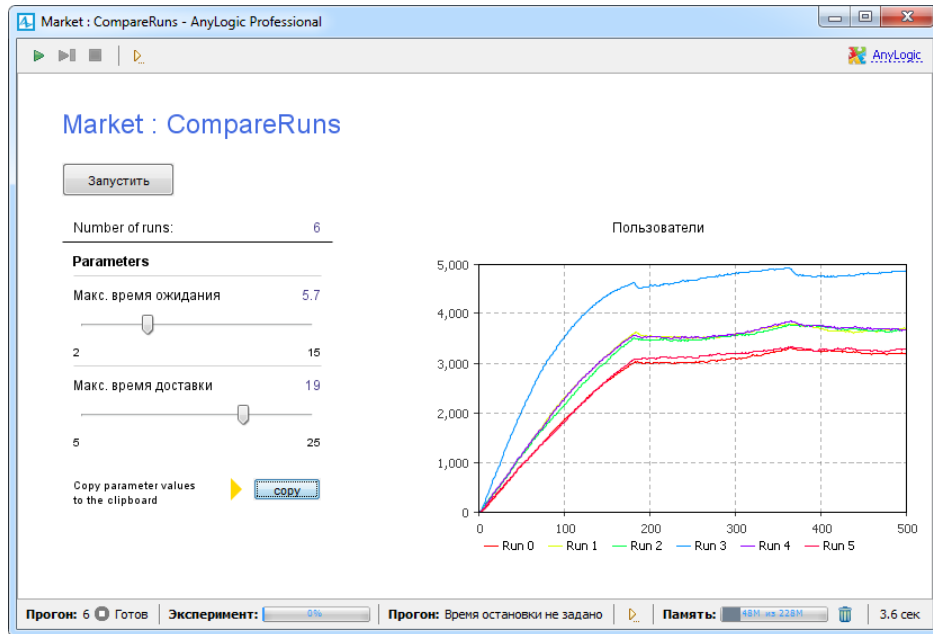 Market : CompareRuns - AnyLogic Professional
AnyLogic
Market : CompareRuns
Запустить
Number of runs: 6
Parameters
Макс. время ожидания 5.7
2 15
Макс. время доставки 19
5 25
Copy parameter values
to the clipboard
copy
Пользователи
5,000
4,000
3,000
2,000
1,000
0
0 100 200 300 400 500
Run 0 Run 1 Run 2 Run 3 Run 4 Run 5
Прогон: 6 Готов Эксперимент: 0% Прогон: Время остановки не задано Память: 48M из 228M 3.6 сек